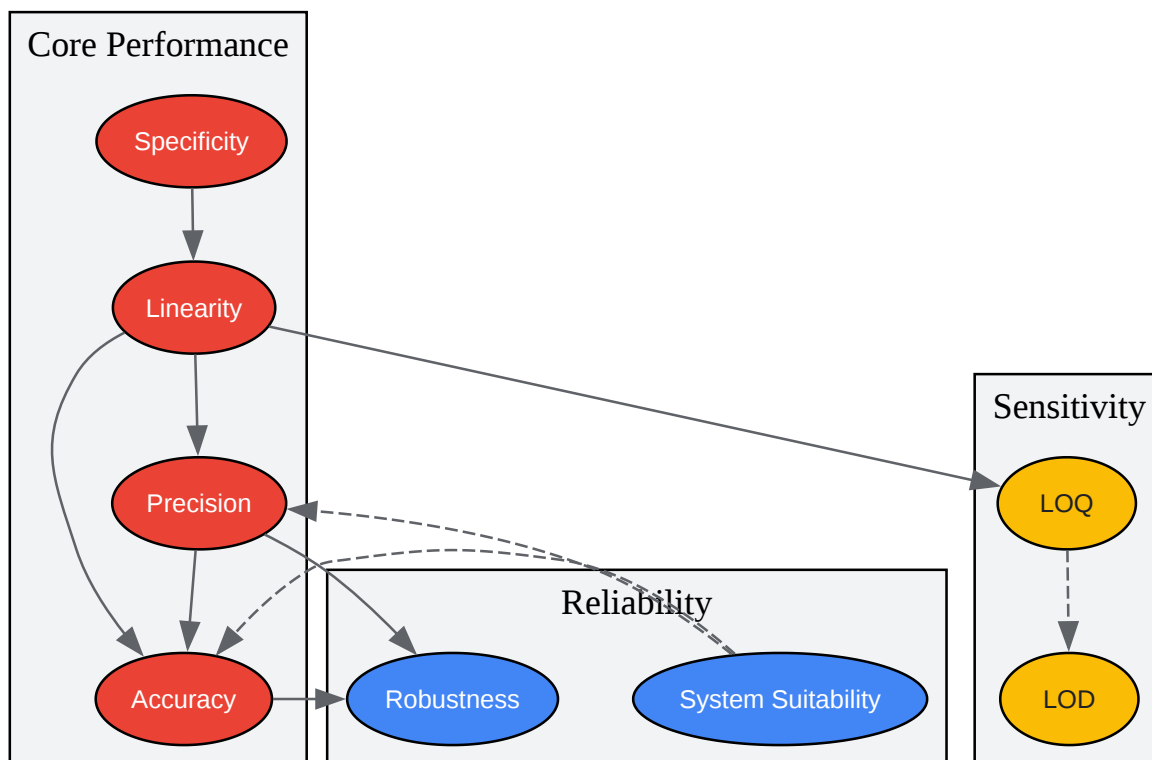 Core Performance
Specificity
Linearity
Precision
Accuracy
Reliability
Robustness
System Suitability
Sensitivity
LOQ
LOD